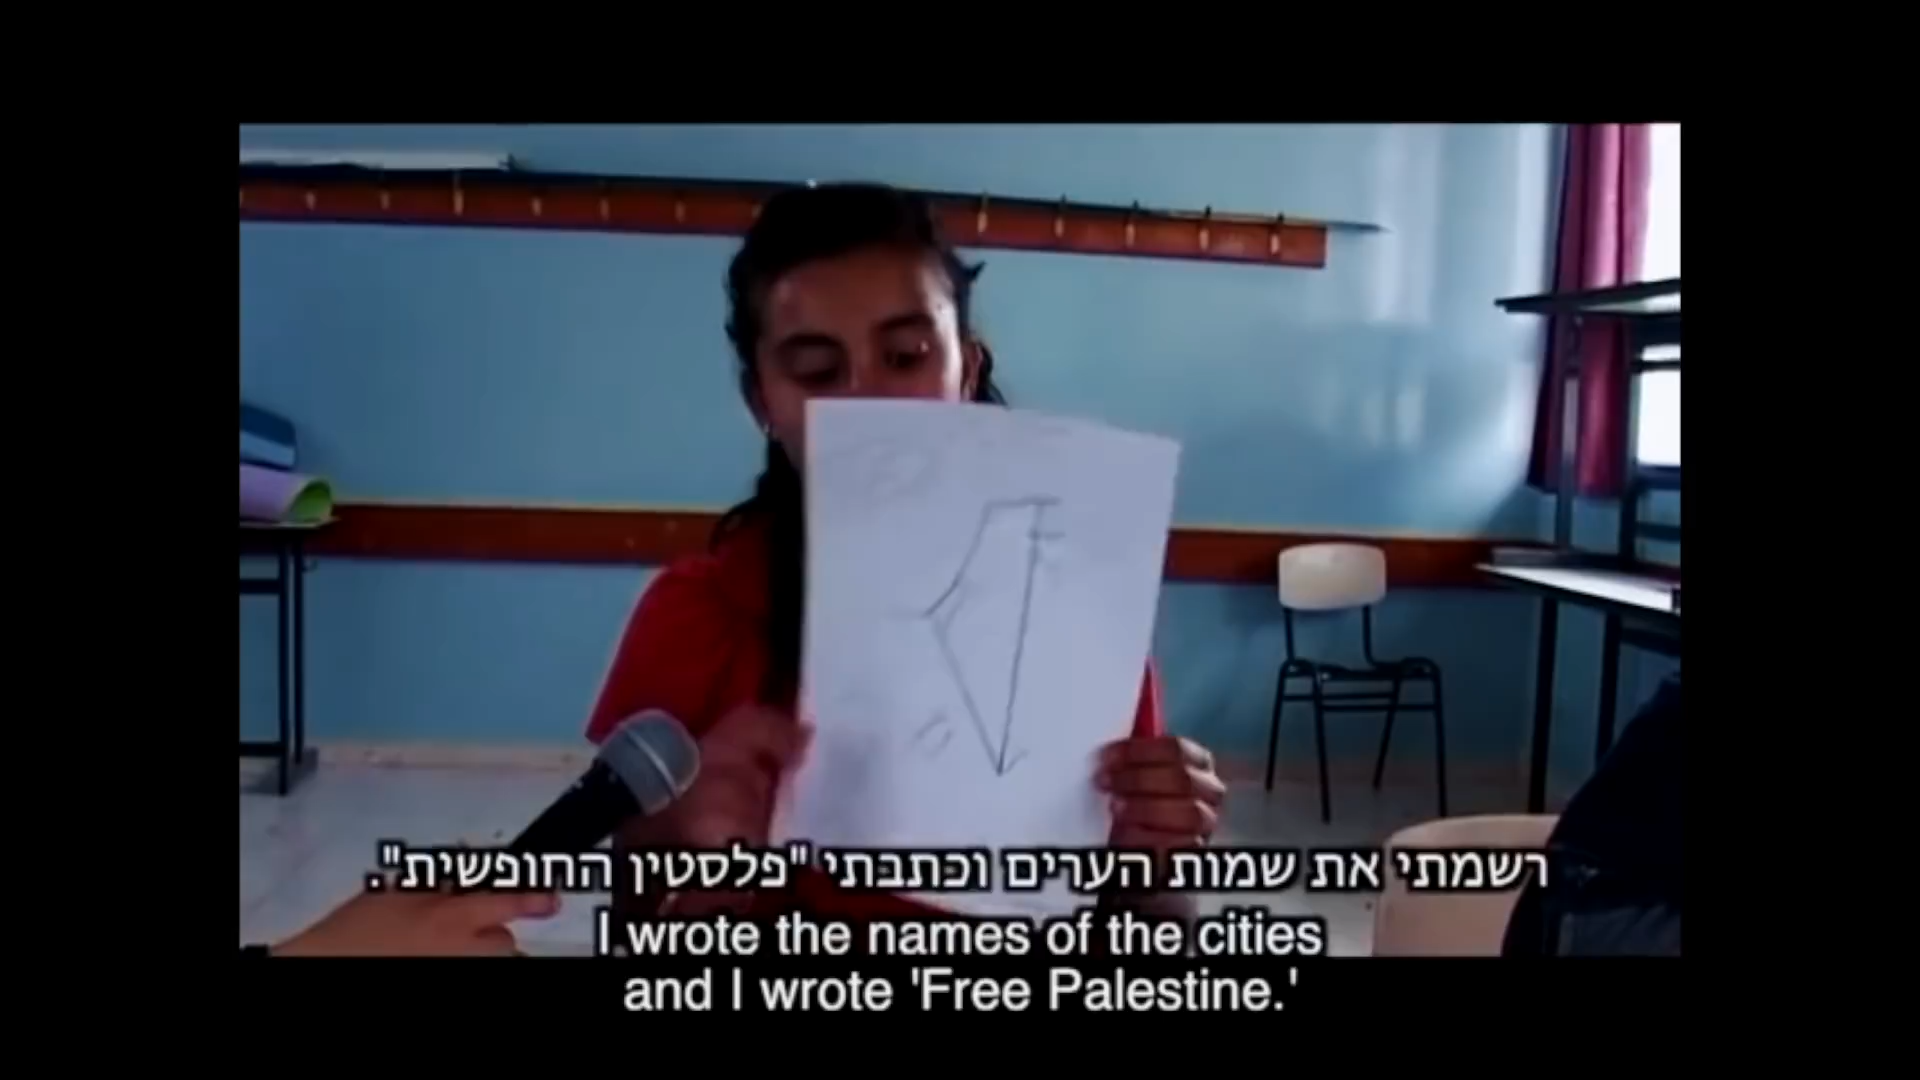 רשמתי את שמות הערים וכתבתי "פלסטין החופשית".
I wrote the names of the cities
and I wrote 'Free Palestine.'